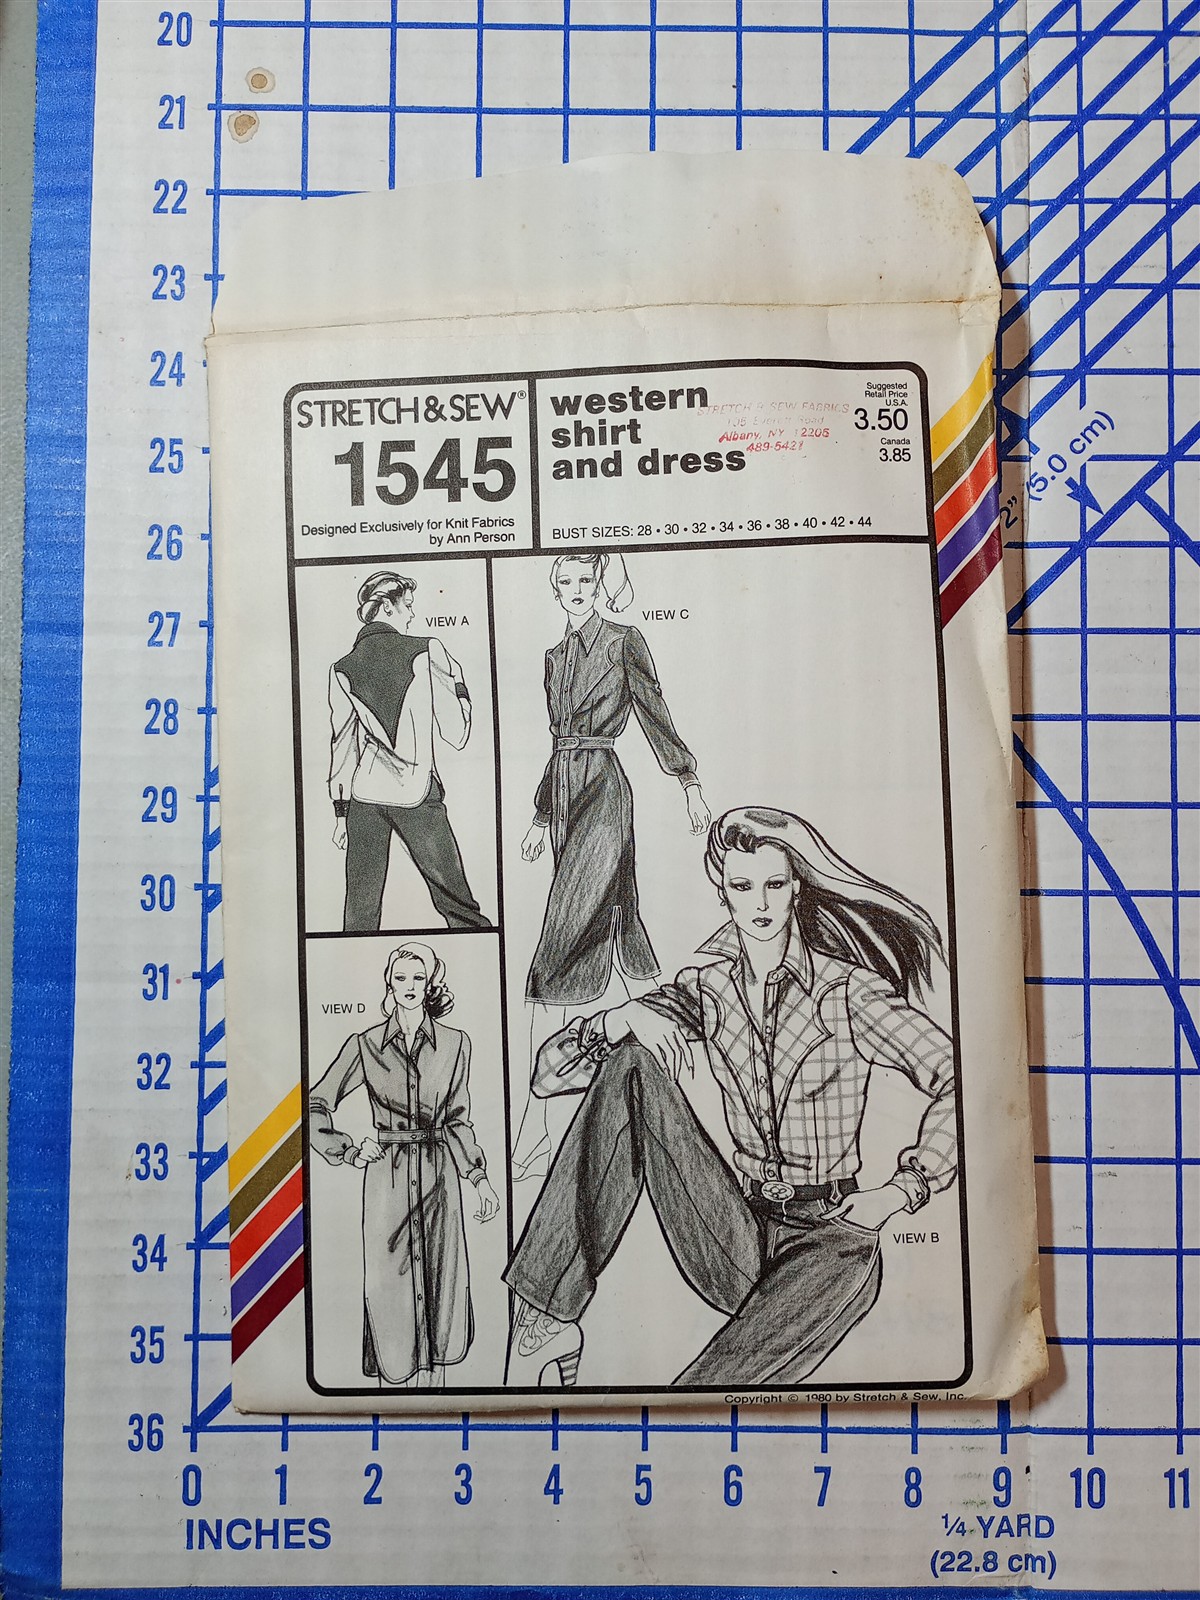 20
21
22
23
24
25
26
27
28
29
30
31
32
33
34
35
36
STRETCH & SEW®
1545
Designed Exclusively for Knit Fabrics
by Ann Person
western
shirt
and dress
STRETCH & SEW FABRICS
Road
Albany, NY 12205
489-5421
Suggested
Retail Price
U.S.A.
3.50
Canada
3.85
BUST SIZES: 28 • 30 • 32 • 34 • 36 • 38 • 40 • 42 • 44
VIEW A
VIEW C
VIEW D
VIEW B
Copyright © 1980 by Stretch & Sew, Inc.
2" (5.0 cm)
0 1 2 3 4 5 6 7 8 9 10 11
INCHES
¼ YARD
(22.8 cm)